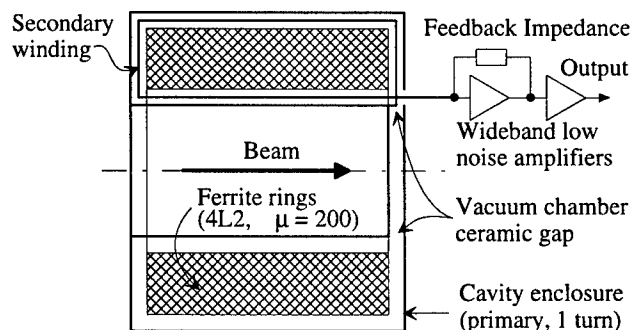 Secondary
winding
Feedback Impedance
Output
Wideband low
noise amplifiers
Beam
Ferrite rings
(4L2, μ = 200)
Vacuum chamber
ceramic gap
Cavity enclosure
(primary, 1 turn)